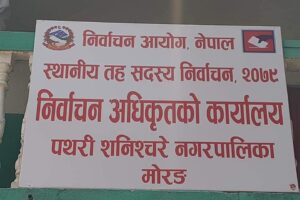 निर्वाचन आयोग, नेपाल
स्थानीय तह सदस्य निर्वाचन, २०७९
निर्वाचन अधिकृतको कार्यालय
पथरी शनिश्चरे नगरपालिका
मोरङ